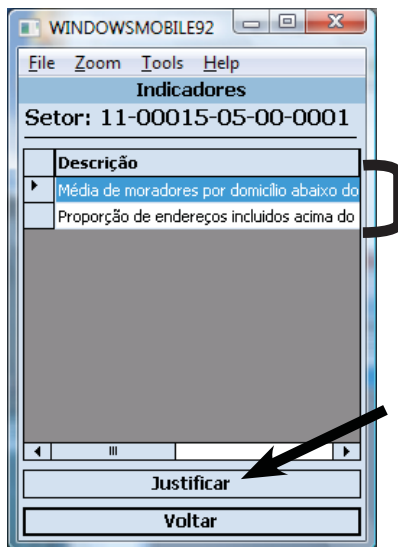 WINDOWSMOBILE92
File Zoom Tools Help
Indicadores
Setor: 11-00015-05-00-0001
Descrição
Média de moradores por domicílio abaixo do
Proporção de endereços incluidos acima do
Justificar
Voltar